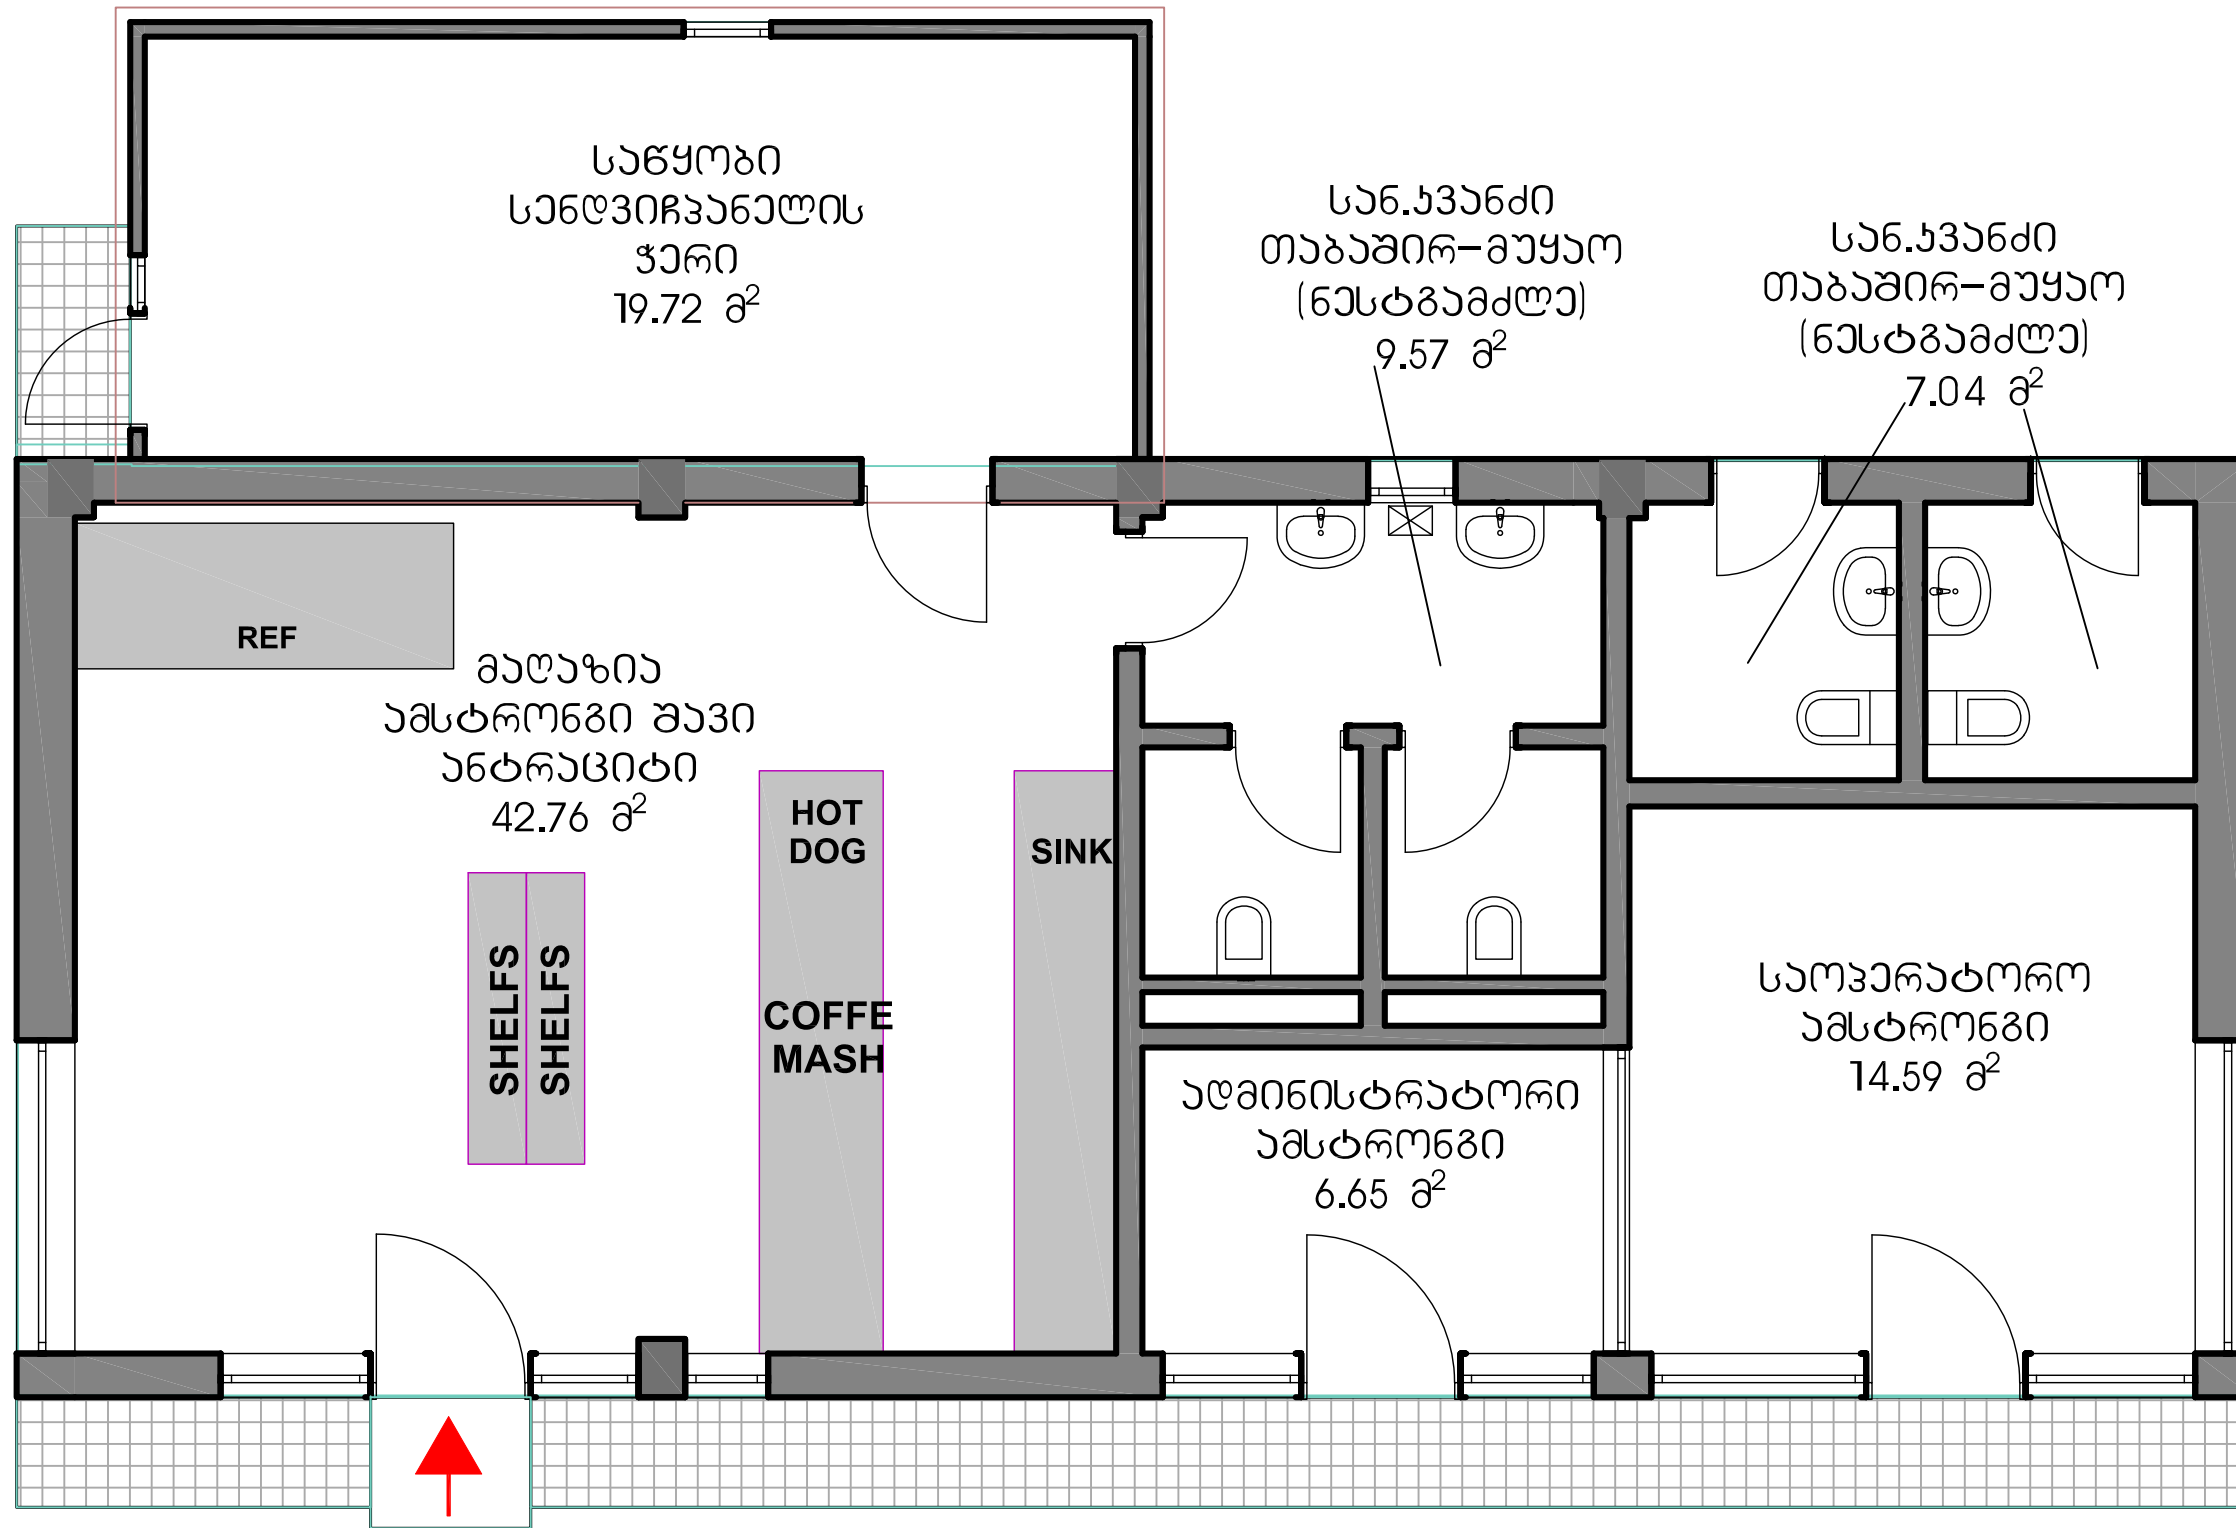 საწყობი
სენდვიჩპანელის
ჭერი
19.72 მ²
სან.კვანძი
თაბაშირ-მუყაო
(ნესტგამძლე)
9.57 მ²
სან.კვანძი
თაბაშირ-მუყაო
(ნესტგამძლე)
7.04 მ²
REF
მაღაზია
ამსტრონგი შავი
ანტრაციტი
42.76 მ²
HOT
DOG
SINK
SHELFS
SHELFS
COFFE
MASH
საოპერატორო
ამსტრონგი
14.59 მ²
ადმინისტრატორი
ამსტრონგი
6.65 მ²